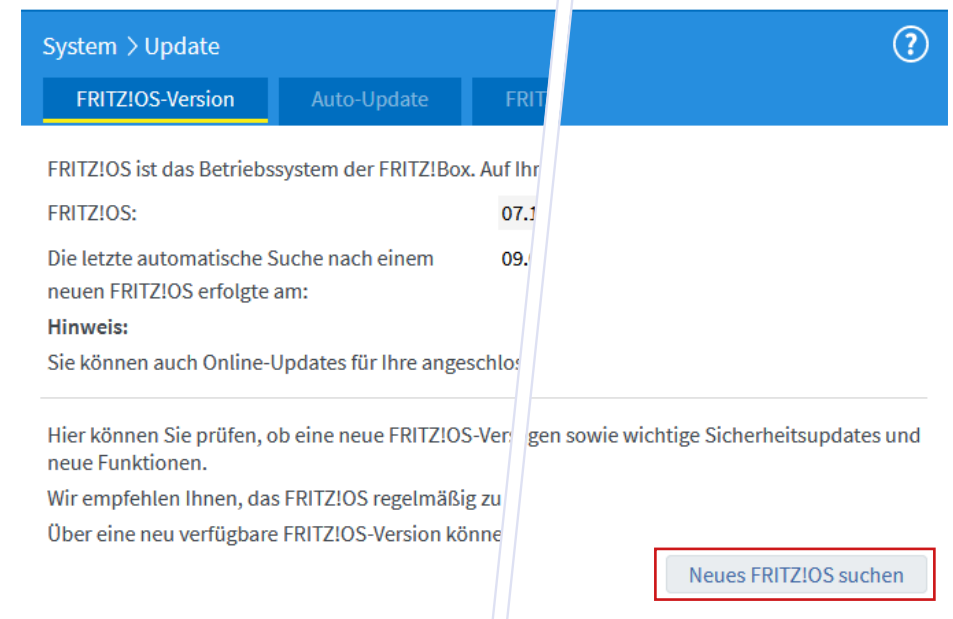 System > Update
?
FRITZ!OS-Version Auto-Update FRIT
FRITZ!OS ist das Betriebssystem der FRITZ!Box. Auf Ihr
FRITZ!OS: 07.1
Die letzte automatische Suche nach einem 09.
neuen FRITZ!OS erfolgte am:
Hinweis:
Sie können auch Online-Updates für Ihre angeschlos
Hier können Sie prüfen, ob eine neue FRITZ!OS-Vers gen sowie wichtige Sicherheitsupdates und
neue Funktionen.
Wir empfehlen Ihnen, das FRITZ!OS regelmäßig zu
Über eine neu verfügbare FRITZ!OS-Version könne
Neues FRITZ!OS suchen